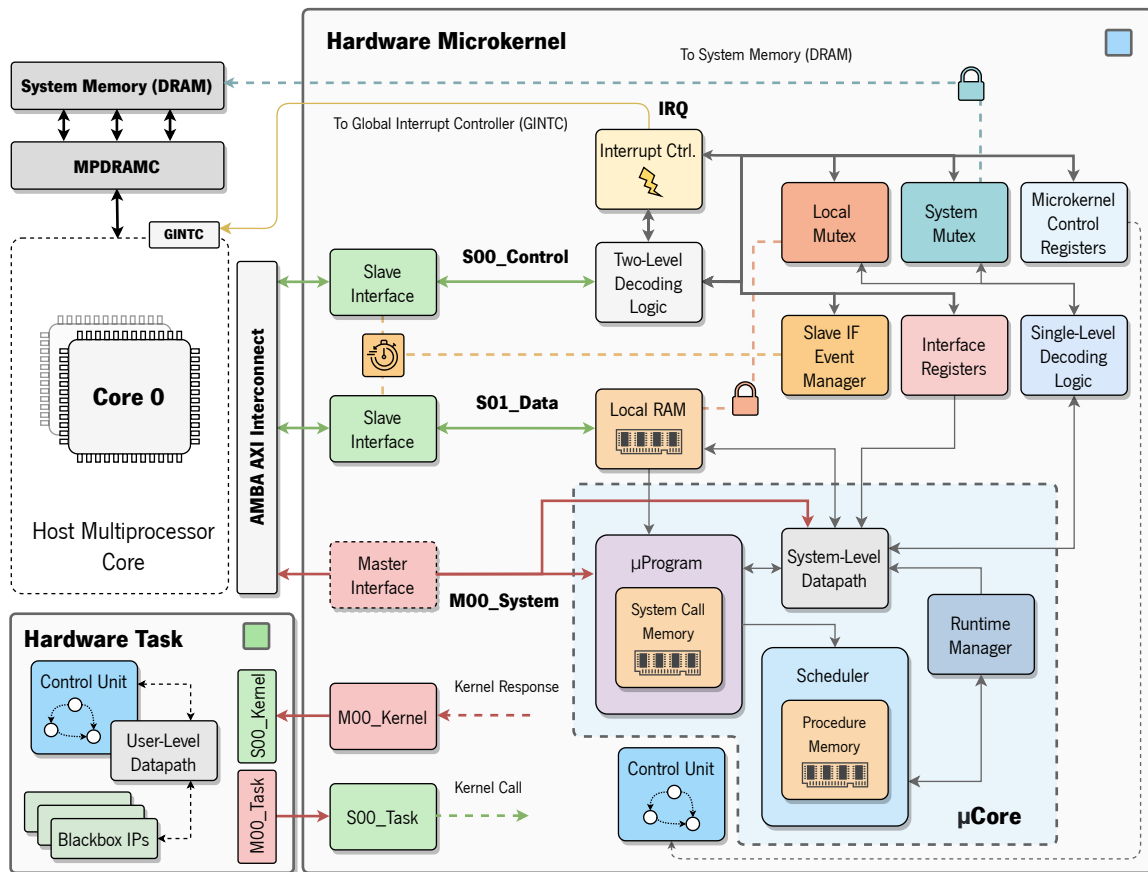 Hardware Microkernel
To System Memory (DRAM)
System Memory (DRAM)
MPDRAMC
To Global Interrupt Controller (GINTC)
IRQ
Interrupt Ctrl.
GINTC
Local
Mutex
System
Mutex
Microkernel
Control
Registers
Slave
Interface
S00_Control
Two-Level
Decoding
Logic
Slave IF
Event
Manager
Interface
Registers
Single-Level
Decoding
Logic
Core 0
AMBA AXI Interconnect
Slave
Interface
S01_Data
Local RAM
Host Multiprocessor
Core
Master
Interface
M00_System
µProgram
System Call
Memory
System-Level
Datapath
Runtime
Manager
Scheduler
Procedure
Memory
µCore
Control Unit
Hardware Task
Control Unit
User-Level
Datapath
Blackbox IPs
S00_Kernel
M00_Task
M00_Kernel
Kernel Response
S00_Task
Kernel Call